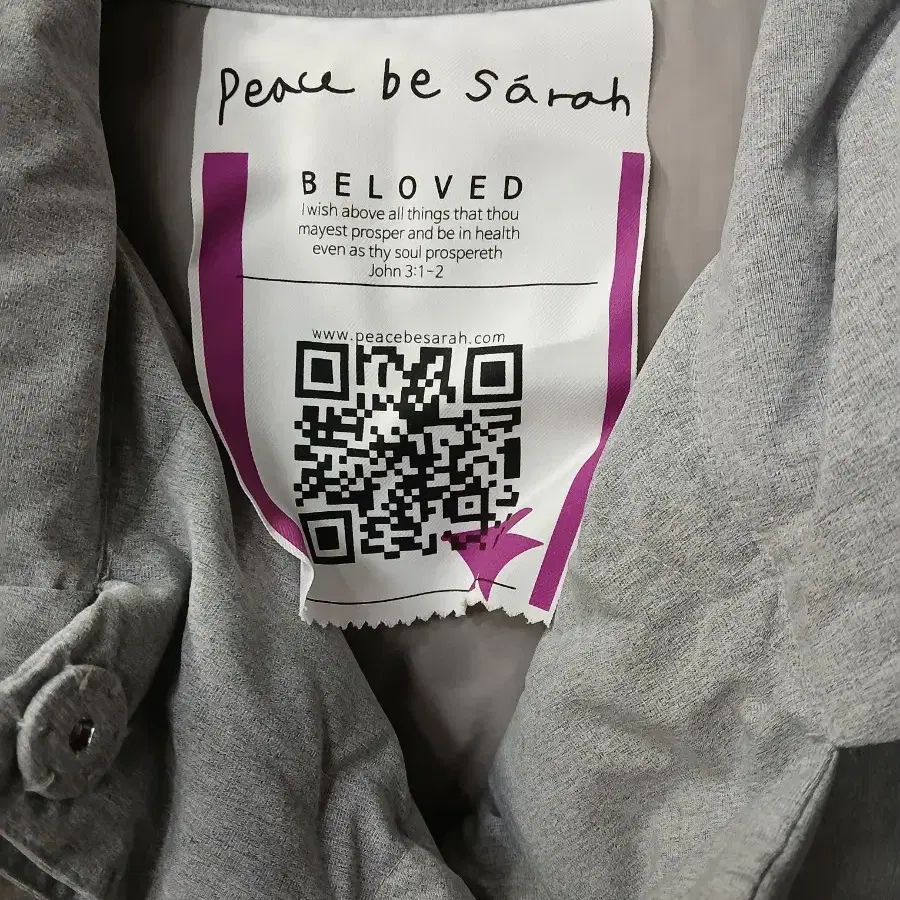 peace be sárah
BELOVED
I wish above all things that thou
mayest prosper and be in health
even as thy soul prospereth
John 3:1-2
www.peacebesarah.com